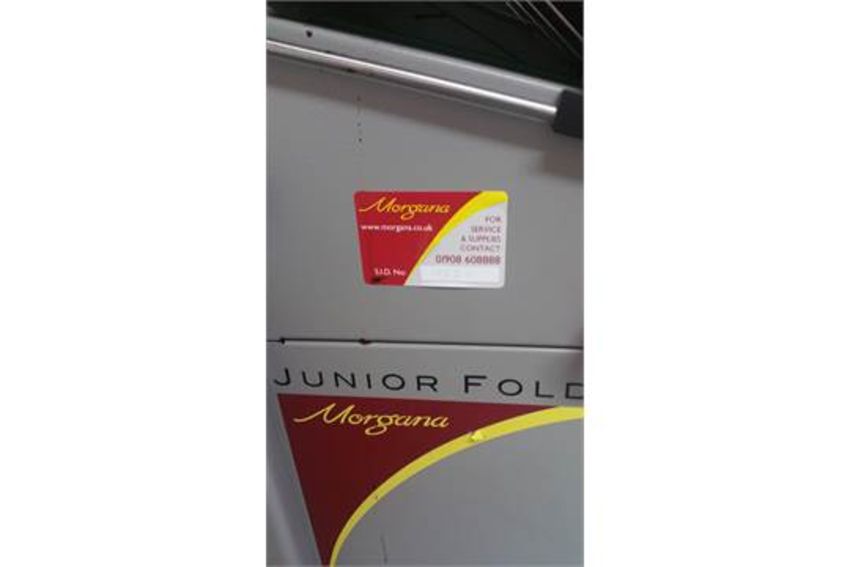 Morgana
www.morgana.co.uk
FOR
SERVICE
& SUPPLIES
CONTACT
01908 608888
S.I.D. No
JUNIOR FOLD
Morgana